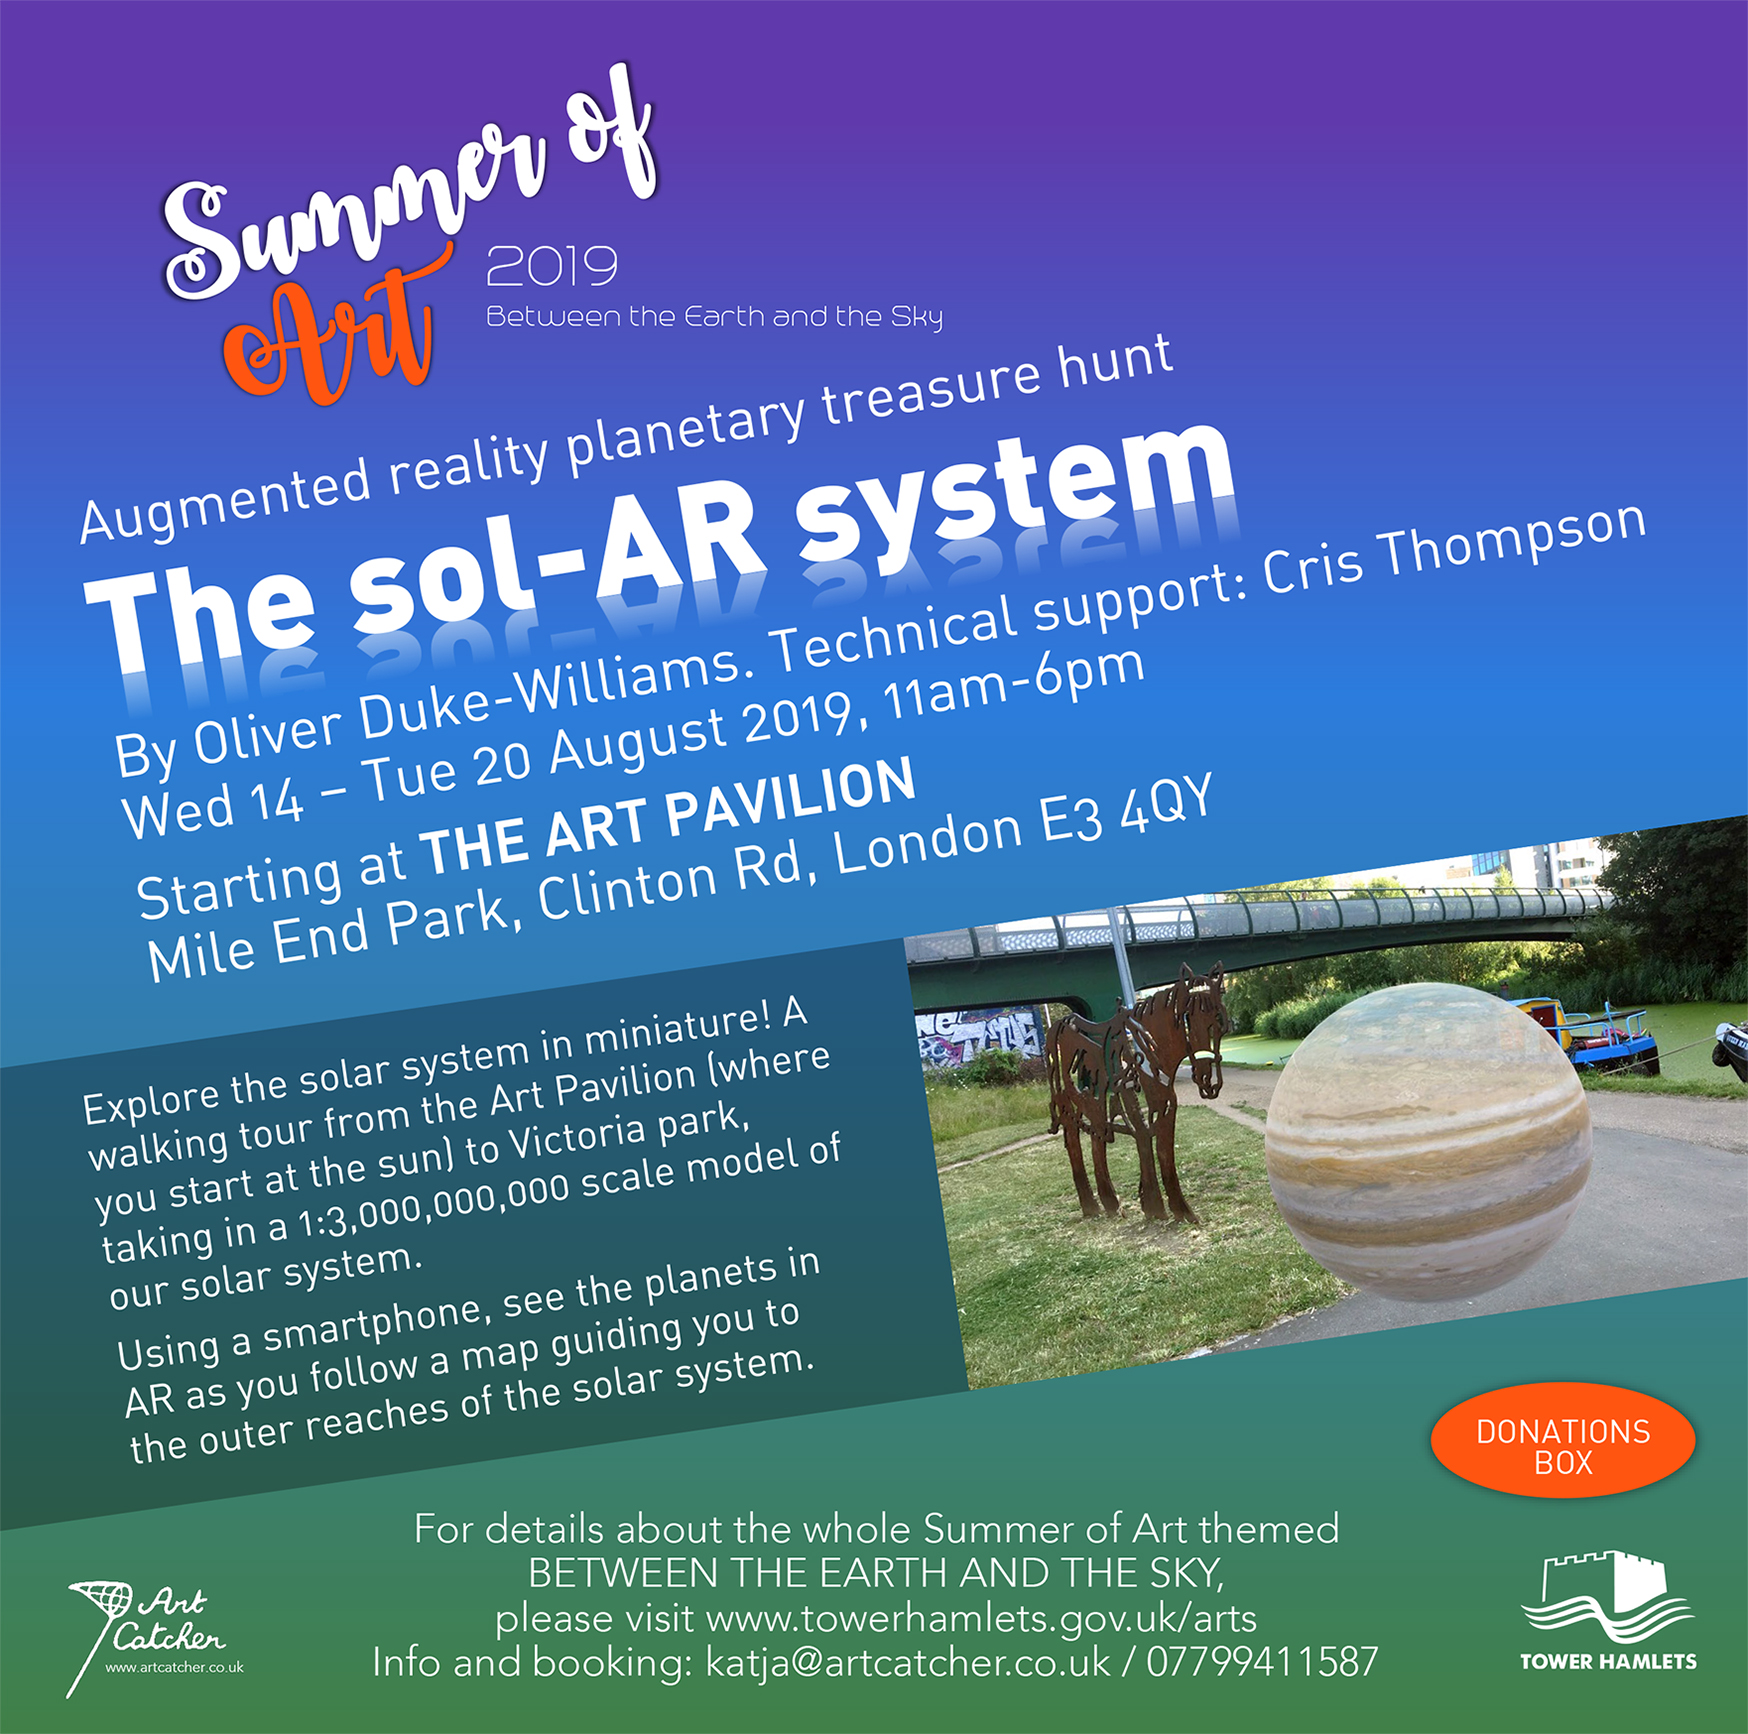 Summer of
Art
2019
Between the Earth and the Sky
Augmented reality planetary treasure hunt
The sol-AR system
By Oliver Duke-Williams. Technical support: Cris Thompson
Wed 14 – Tue 20 August 2019, 11am-6pm
Starting at THE ART PAVILION
Mile End Park, Clinton Rd, London E3 4QY
Explore the solar system in miniature! A
walking tour from the Art Pavilion (where
you start at the sun) to Victoria park,
taking in a 1:3,000,000,000 scale model of
our solar system.
Using a smartphone, see the planets in
AR as you follow a map guiding you to
the outer reaches of the solar system.
DONATIONS
BOX
For details about the whole Summer of Art themed
BETWEEN THE EARTH AND THE SKY,
please visit www.towerhamlets.gov.uk/arts
Info and booking: katja@artcatcher.co.uk / 07799411587
Art
Catcher
www.artcatcher.co.uk
TOWER HAMLETS